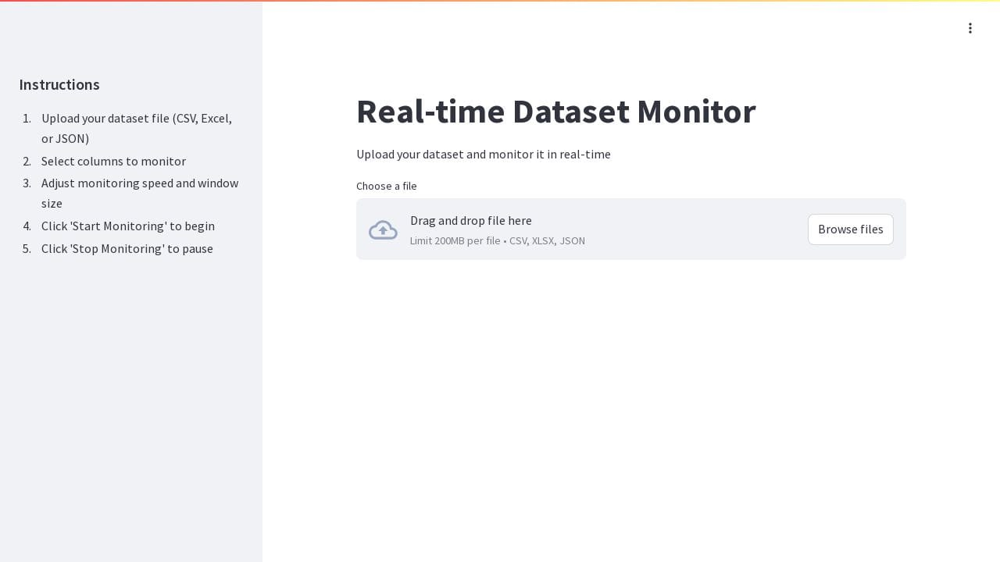 Instructions
1. Upload your dataset file (CSV, Excel,
or JSON)
2. Select columns to monitor
3. Adjust monitoring speed and window
size
4. Click 'Start Monitoring' to begin
5. Click 'Stop Monitoring' to pause
Real-time Dataset Monitor
Upload your dataset and monitor it in real-time
Choose a file
Drag and drop file here
Limit 200MB per file • CSV, XLSX, JSON
Browse files